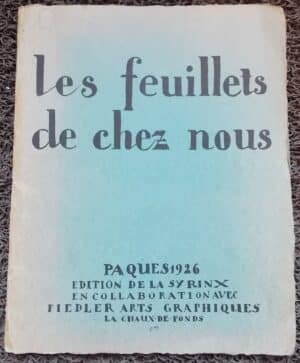 les feuillets
de chez nous
PAQUES 1926
EDITION DE LA SYRINX
EN COLLABORATION AVEC
FIEDLER ARTS GRAPHIQUES
LA CHAUX-DE-FONDS